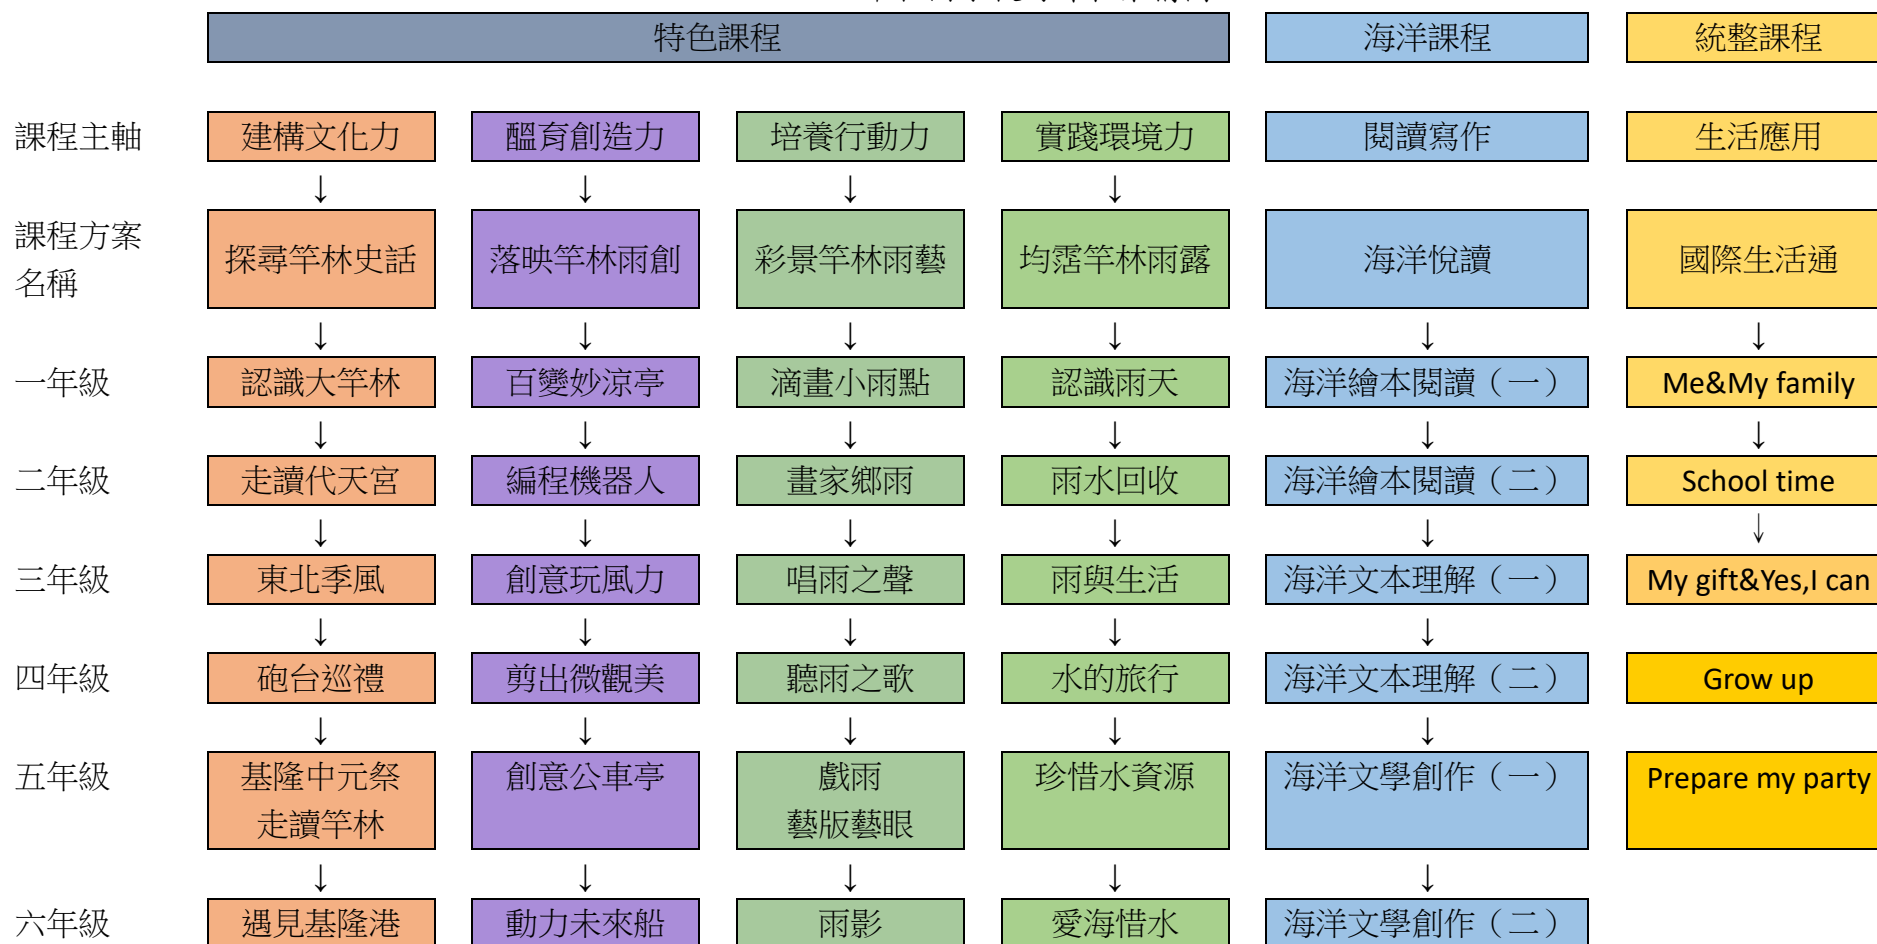 特色課程 海洋課程 統整課程
課程主軸 建構文化力 醞育創造力 培養行動力 實踐環境力 閱讀寫作 生活應用
↓ ↓ ↓ ↓
課程方案
名稱 探尋竿林史話 落映竿林雨創 彩景竿林雨藝 均霑竿林雨露 海洋悅讀 國際生活通
↓ ↓ ↓ ↓ ↓ ↓
一年級 認識大竿林 百變妙涼亭 滴畫小雨點 認識雨天 海洋繪本閱讀（一） Me&My family
↓ ↓ ↓ ↓ ↓ ↓
二年級 走讀代天宮 編程機器人 畫家鄉雨 雨水回收 海洋繪本閱讀（二） School time
↓ ↓ ↓ ↓ ↓ ↓
三年級 東北季風 創意玩風力 唱雨之聲 雨與生活 海洋文本理解（一） My gift&Yes,I can
↓ ↓ ↓ ↓ ↓
四年級 砲台巡禮 剪出微觀美 聽雨之歌 水的旅行 海洋文本理解（二） Grow up
↓ ↓ ↓ ↓ ↓
五年級 基隆中元祭 創意公車亭 戲雨 珍惜水資源 海洋文學創作（一） Prepare my party
走讀竿林 藝版藝眼
↓ ↓ ↓ ↓ ↓
六年級 遇見基隆港 動力未來船 雨影 愛海惜水 海洋文學創作（二）